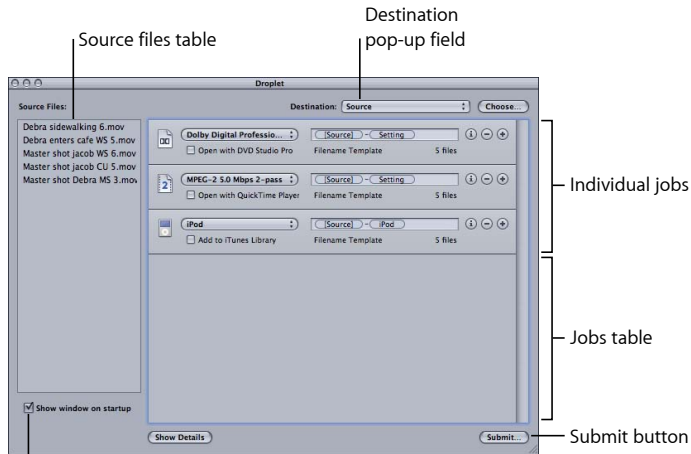 Destination
pop-up field
Source files table
Droplet
Source Files:
Destination: Source Choose...
Debra sidewalking 6.mov
Debra enters cafe WS 5.mov
Master shot jacob WS 6.mov
Master shot jacob CU 5.mov
Master shot Debra MS 3.mov
Dolby Digital Professio... [Source] - Setting
Open with DVD Studio Pro Filename Template 5 files
MPEG-2 5.0 Mbps 2-pass [Source] - Setting
Open with QuickTime Player Filename Template 5 files
iPod [Source] - iPod
Add to iTunes Library Filename Template 5 files
Individual jobs
Jobs table
Show window on startup
Show Details Submit...
Submit button